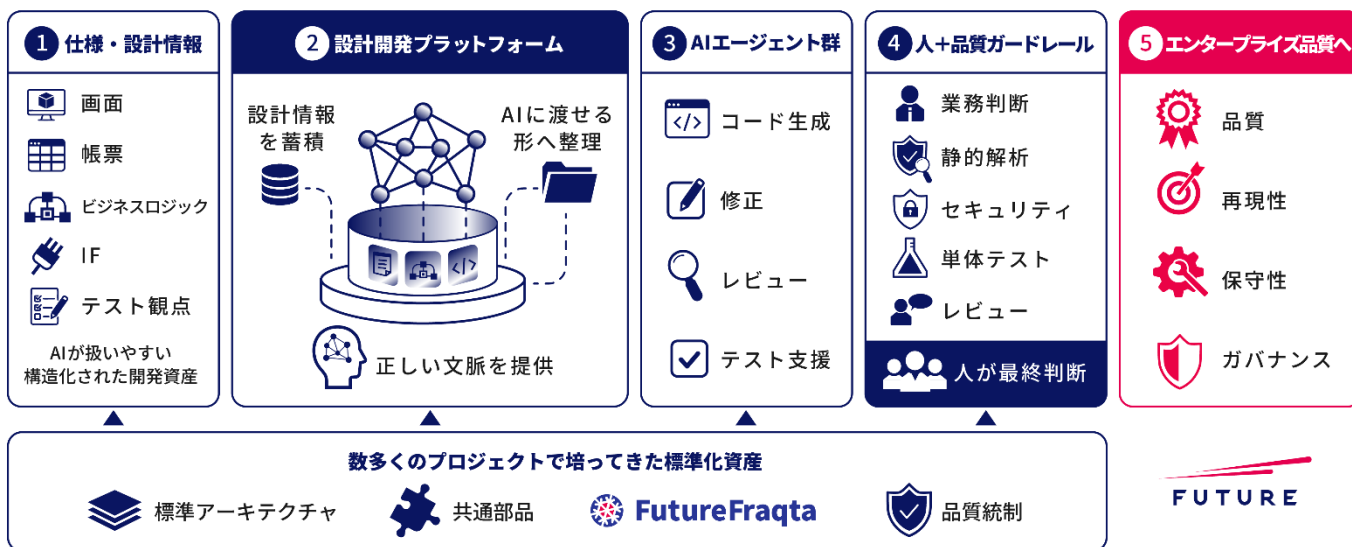 1 仕様・設計情報
画面
帳票
ビジネスロジック
IF
テスト観点
AIが扱いやすい
構造化された開発資産
2 設計開発プラットフォーム
設計情報
を蓄積
AIに渡せる
形へ整理
</>
正しい文脈を提供
3 AIエージェント群
</>
コード生成
修正
レビュー
テスト支援
4 人+品質ガードレール
業務判断
静的解析
セキュリティ
単体テスト
レビュー
人が最終判断
5 エンタープライズ品質へ
品質
再現性
保守性
ガバナンス
数多くのプロジェクトで培ってきた標準化資産
標準アーキテクチャ
共通部品
FutureFraqta
品質統制
FUTURE